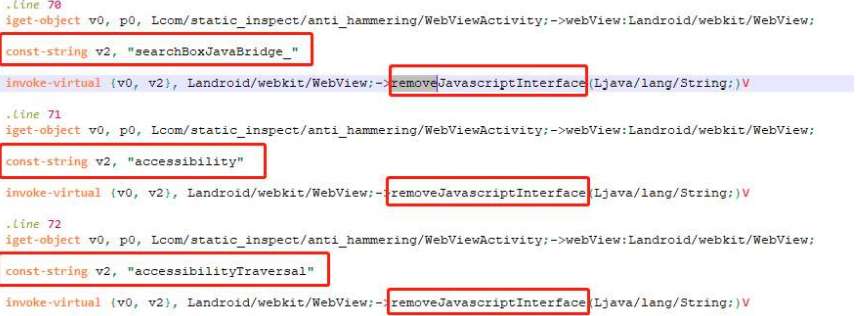 .line 70
iget-object v0, p0, Lcom/static_inspect/anti_hammering/WebViewActivity;->webView:Landroid/webkit/WebView;
const-string v2, "searchBoxJavaBridge_"
invoke-virtual {v0, v2}, Landroid/webkit/WebView;->removeJavascriptInterface(Ljava/lang/String;)V
.line 71
iget-object v0, p0, Lcom/static_inspect/anti_hammering/WebViewActivity;->webView:Landroid/webkit/WebView;
const-string v2, "accessibility"
invoke-virtual {v0, v2}, Landroid/webkit/WebView;->removeJavascriptInterface(Ljava/lang/String;)V
.line 72
iget-object v0, p0, Lcom/static_inspect/anti_hammering/WebViewActivity;->webView:Landroid/webkit/WebView;
const-string v2, "accessibilityTraversal"
invoke-virtual {v0, v2}, Landroid/webkit/WebView;->removeJavascriptInterface(Ljava/lang/String;)V